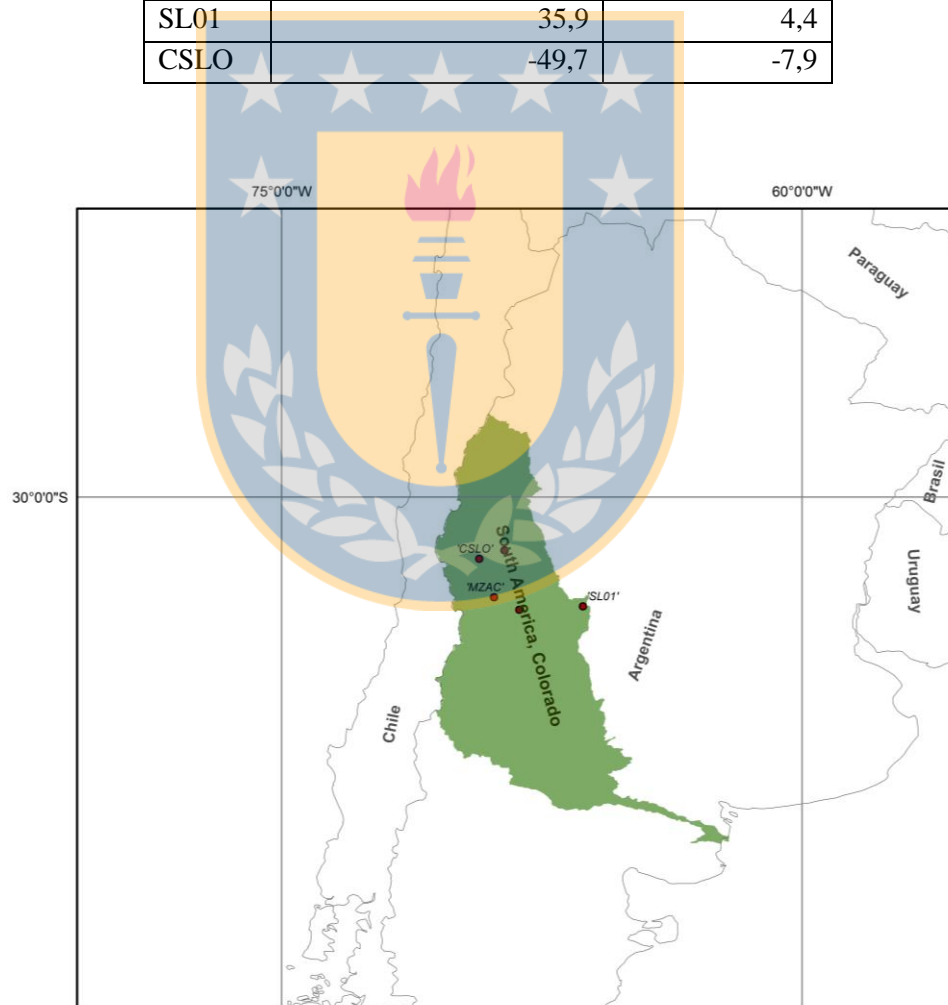 SL01 35,9 4,4
CSLO -49,7 -7,9
75°0'0"W 60°0'0"W
Paraguay
30°0'0"S
Brasil
'CSLO'
South America, Colorado
Uruguay
'MZAC'
'SL01'
Argentina
Chile